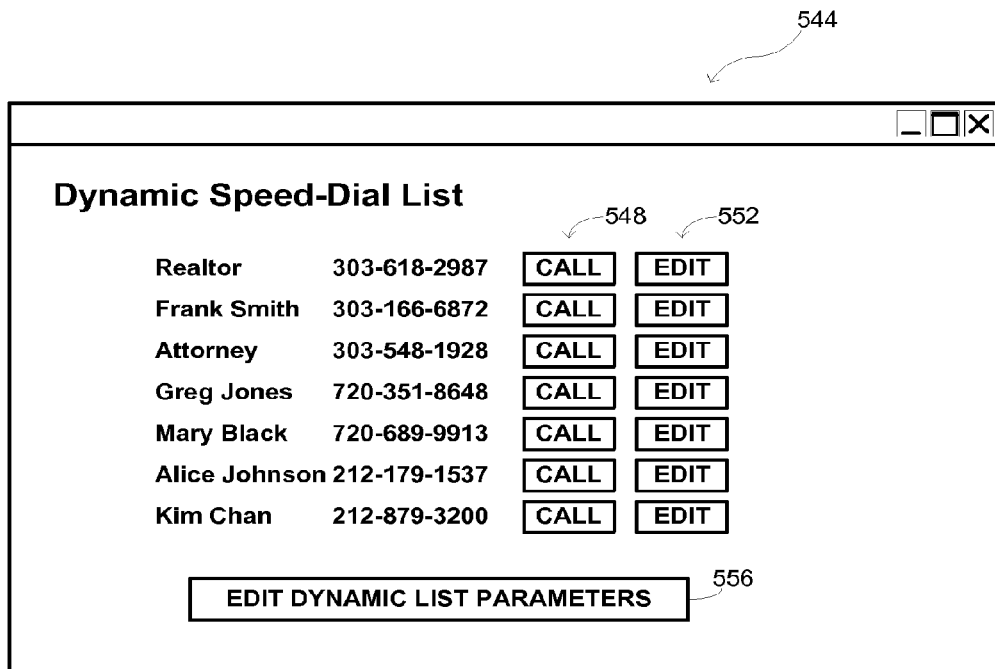 544
Dynamic Speed-Dial List
548 552
Realtor 303-618-2987 CALL EDIT
Frank Smith 303-166-6872 CALL EDIT
Attorney 303-548-1928 CALL EDIT
Greg Jones 720-351-8648 CALL EDIT
Mary Black 720-689-9913 CALL EDIT
Alice Johnson 212-179-1537 CALL EDIT
Kim Chan 212-879-3200 CALL EDIT
EDIT DYNAMIC LIST PARAMETERS 556